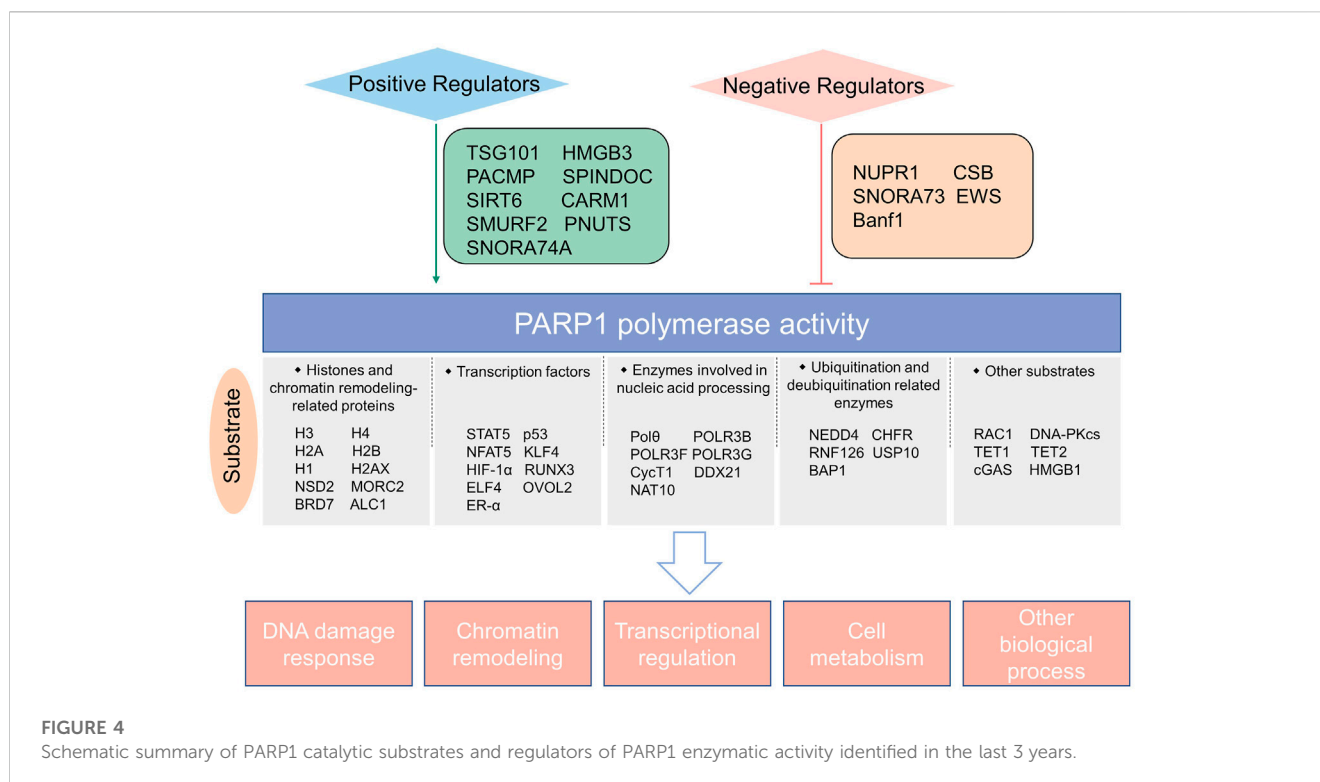 Positive Regulators
Negative Regulators
TSG101 HMGB3
PACMP SPINDOC
SIRT6 CARM1
SMURF2 PNUTS
SNORA74A
NUPR1 CSB
SNORA73 EWS
Banf1
PARP1 polymerase activity
Substrate
◆ Histones and
chromatin remodeling-
related proteins
H3 H4
H2A H2B
H1 H2AX
NSD2 MORC2
BRD7 ALC1
◆ Transcription factors
STAT5 p53
NFAT5 KLF4
HIF-1α RUNX3
ELF4 OVOL2
ER-α
◆ Enzymes involved in
nucleic acid processing
Polθ POLR3B
POLR3F POLR3G
CycT1 DDX21
NAT10
◆ Ubiquitination and
deubiquitination related
enzymes
NEDD4 CHFR
RNF126 USP10
BAP1
◆ Other substrates
RAC1 DNA-PKcs
TET1 TET2
cGAS HMGB1
DNA damage
response
Chromatin
remodeling
Transcriptional
regulation
Cell
metabolism
Other
biological
process
FIGURE 4
Schematic summary of PARP1 catalytic substrates and regulators of PARP1 enzymatic activity identified in the last 3 years.